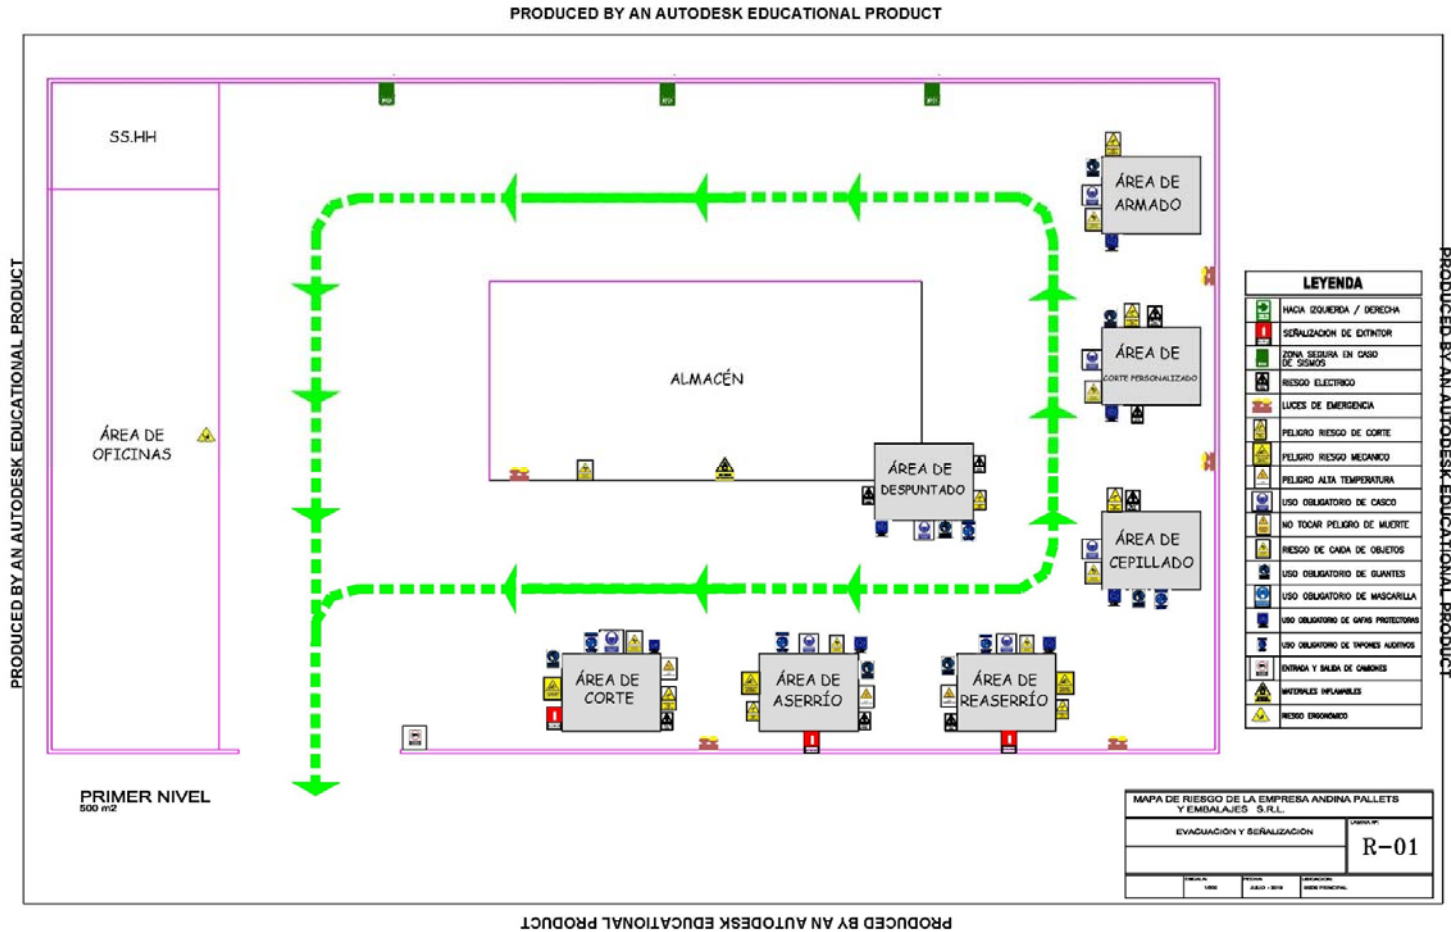 PRODUCED BY AN AUTODESK EDUCATIONAL PRODUCT
SS.HH
ÁREA DE
ARMADO
ÁREA DE
CORTE PERSONALIZADO
ALMACÉN
ÁREA DE
OFICINAS
ÁREA DE
DESPUNTADO
ÁREA DE
CEPILLADO
ÁREA DE
CORTE
ÁREA DE
ASERRÍO
ÁREA DE
REASERRÍO
PRIMER NIVEL
500 m2
LEYENDA
HACIA IZQUIERDA / DERECHA
SEÑALIZACION DE EXTINTOR
ZONA SEGURA EN CASO
DE SISMOS
RIESGO ELECTRICO
LUCES DE EMERGENCIA
PELIGRO RIESGO DE CORTE
PELIGRO RIESGO MECANICO
PELIGRO ALTA TEMPERATURA
USO OBLIGATORIO DE CASCO
NO TOCAR PELIGRO DE MUERTE
RIESGO DE CAIDA DE OBJETOS
USO OBLIGATORIO DE GUANTES
USO OBLIGATORIO DE MASCARILLA
USO OBLIGATORIO DE GAFAS PROTECTORAS
USO OBLIGATORIO DE TAPONES AUDITIVOS
ENTRADA Y SALIDA DE CAMIONES
MATERIALES INFLAMABLES
RIESGO ERGONÓMICO
MAPA DE RIESGO DE LA EMPRESA ANDINA PALLETS
Y EMBALAJES S.R.L.
EVACUACIÓN Y SEÑALIZACIÓN
R-01
SEDE PRINCIPAL
PRODUCED BY AN AUTODESK EDUCATIONAL PRODUCT
PRODUCED BY AN AUTODESK EDUCATIONAL PRODUCT
PRODUCED BY AN AUTODESK EDUCATIONAL PRODUCT